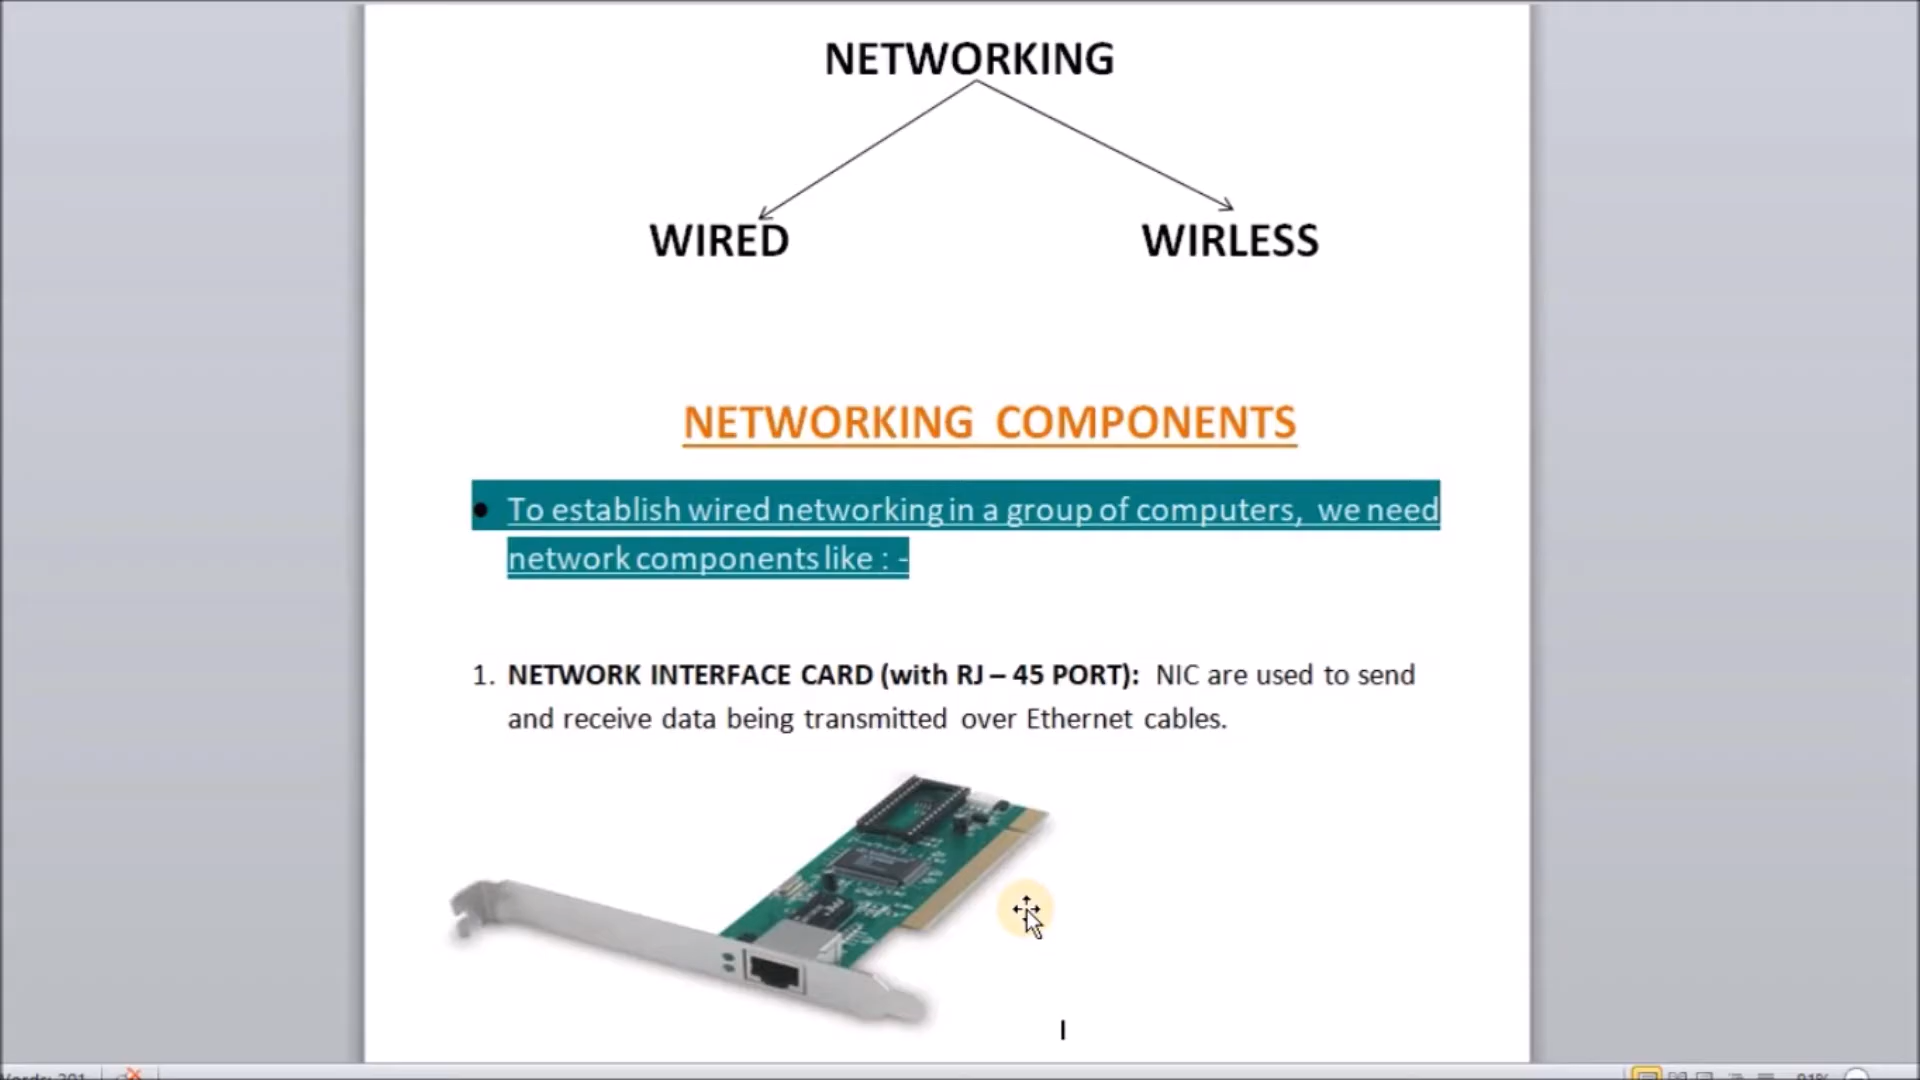 NETWORKING
WIRED WIRLESS
NETWORKING COMPONENTS
• To establish wired networking in a group of computers, we need
network components like : -
1. NETWORK INTERFACE CARD (with RJ – 45 PORT): NIC are used to send
and receive data being transmitted over Ethernet cables.